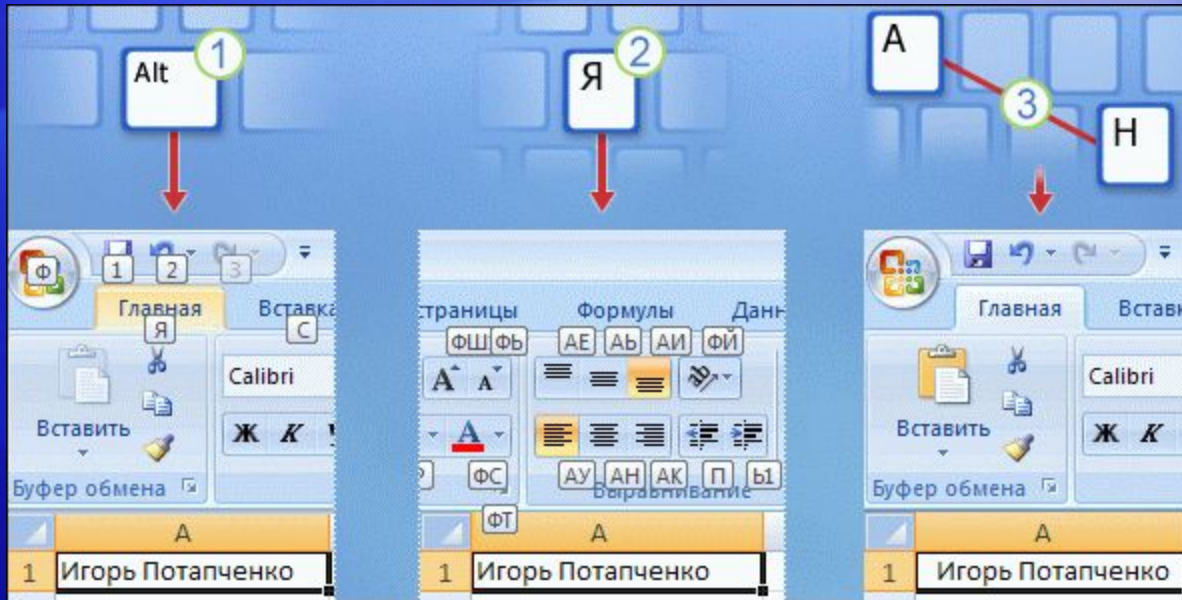 Alt
1
Ф
1 2 3
Главная Вставка
Я С
Calibri
Вставить
Ж К
Буфер обмена
A
1 Игорь Потапченко
Я
2
страницы Формулы Данн
ФШ ФЬ АЕ АЬ АИ ФЙ
A A
A
ФС АУ АН АК П Ы1
Выравнивание
ФТ
A
1 Игорь Потапченко
А
3
Н
Главная Вставк
Calibri
Вставить
Ж К
Буфер обмена
A
1 Игорь Потапченко